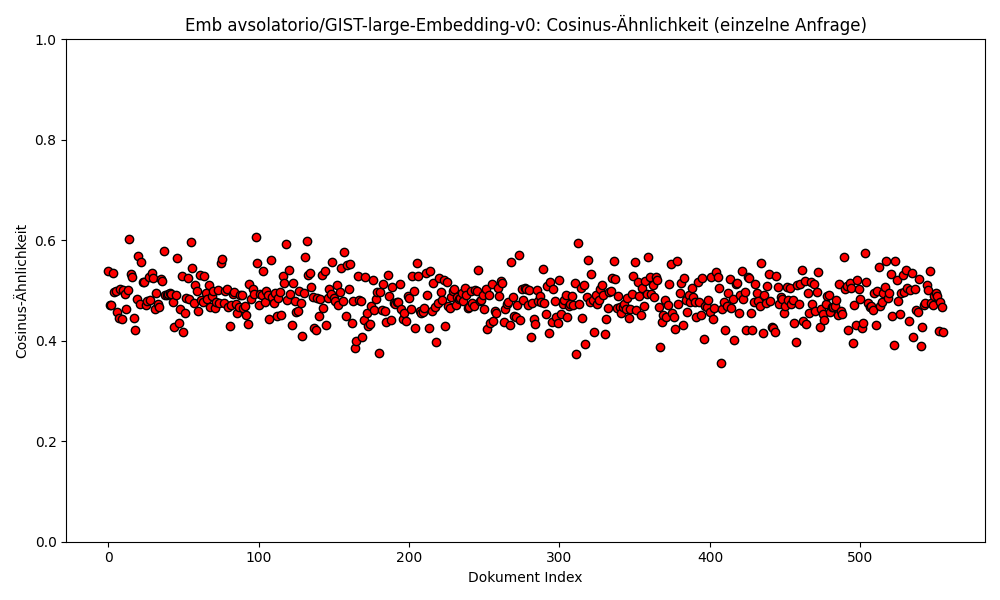 Emb avsolatorio/GIST-large-Embedding-v0: Cosinus-Ähnlichkeit (einzelne Anfrage)
1.0
0.8
0.6
0.4
0.2
0.0
Cosinus-Ähnlichkeit
0 100 200 300 400 500
Dokument Index